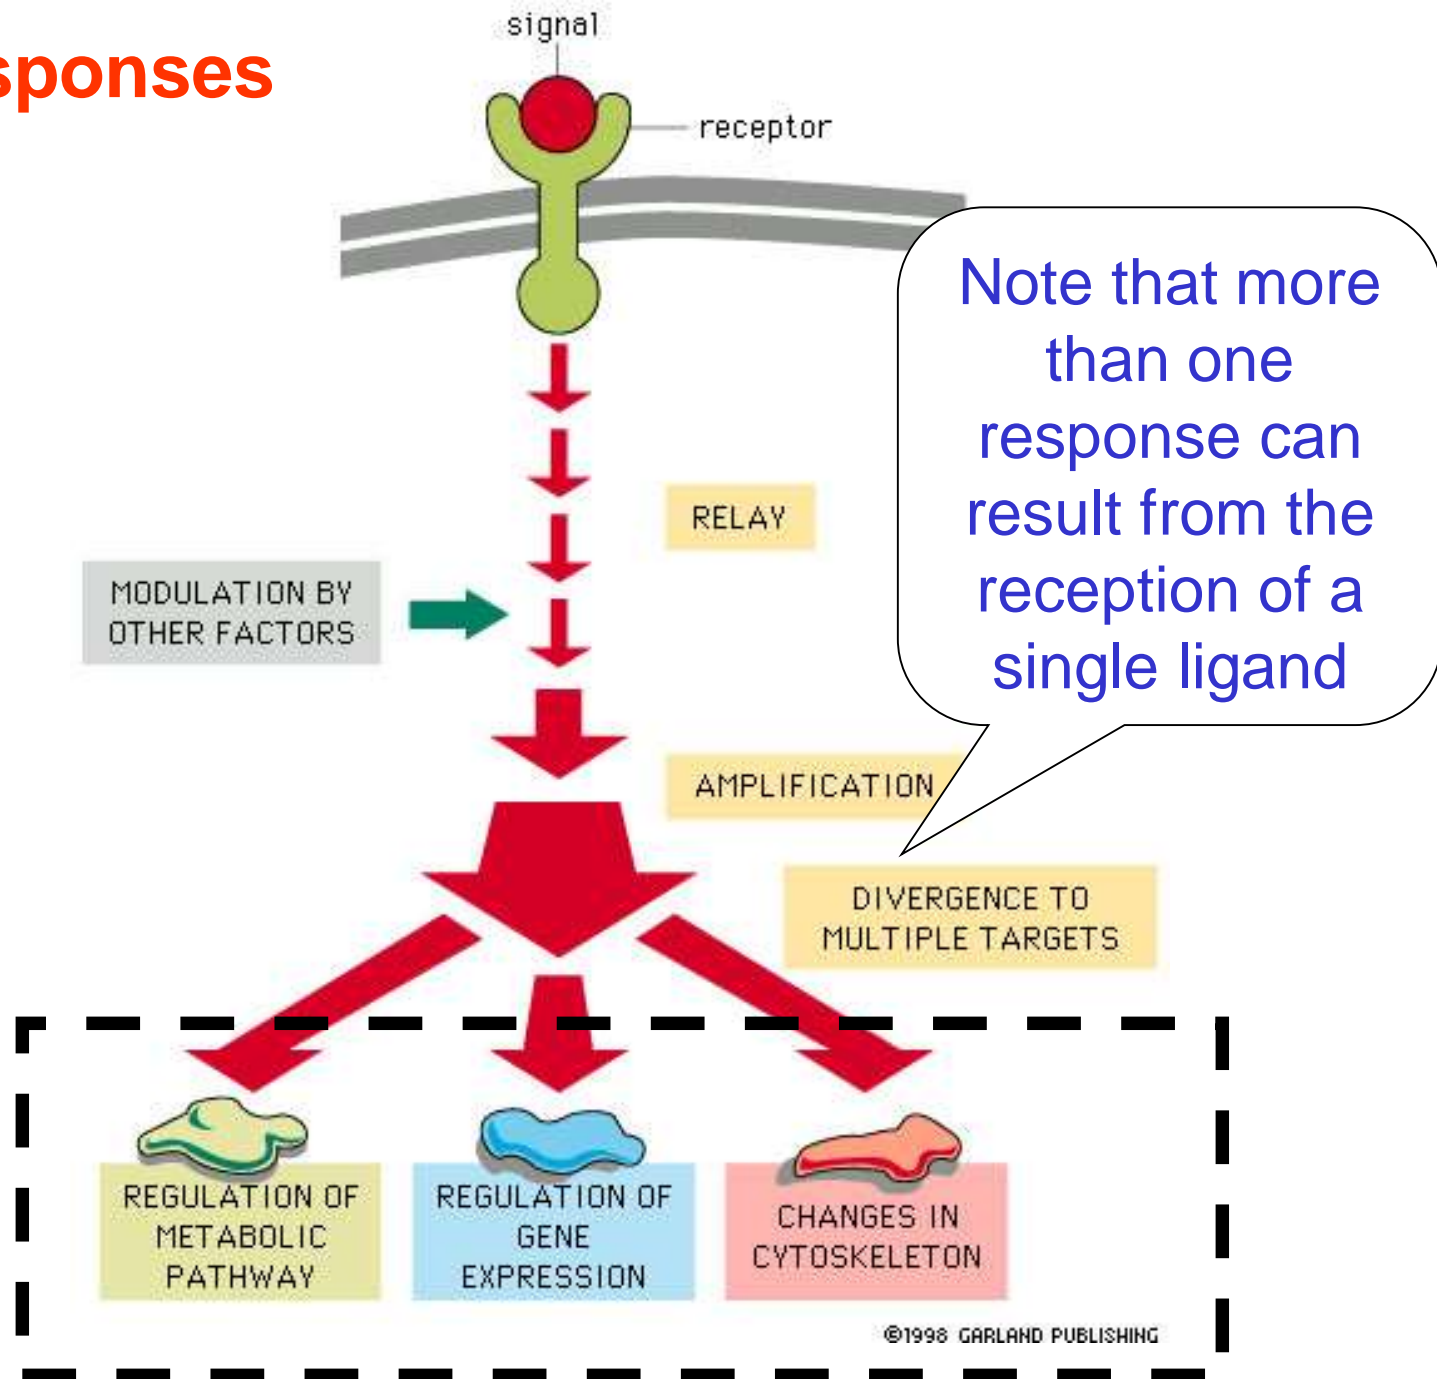 signal
sponses
receptor
Note that more
than one
response can
result from the
reception of a
single ligand
RELAY
MODULATION BY
OTHER FACTORS
AMPLIFICATION
DIVERGENCE TO
MULTIPLE TARGETS
REGULATION OF
METABOLIC
PATHWAY
REGULATION OF
GENE
EXPRESSION
CHANGES IN
CYTOSKELETON
©1998 GARLAND PUBLISHING